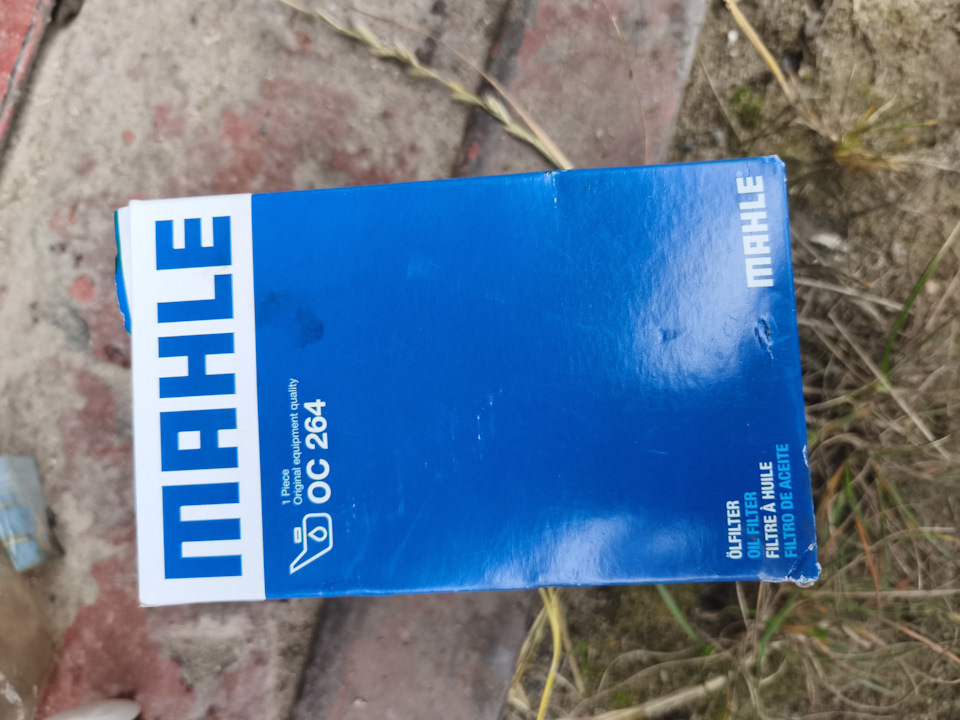 MAHLE
1 Piece
Original equipment quality
OC 264
MAHLE
ÖLFILTER
OIL FILTER
FILTRE À HUILE
FILTRO DE ACEITE